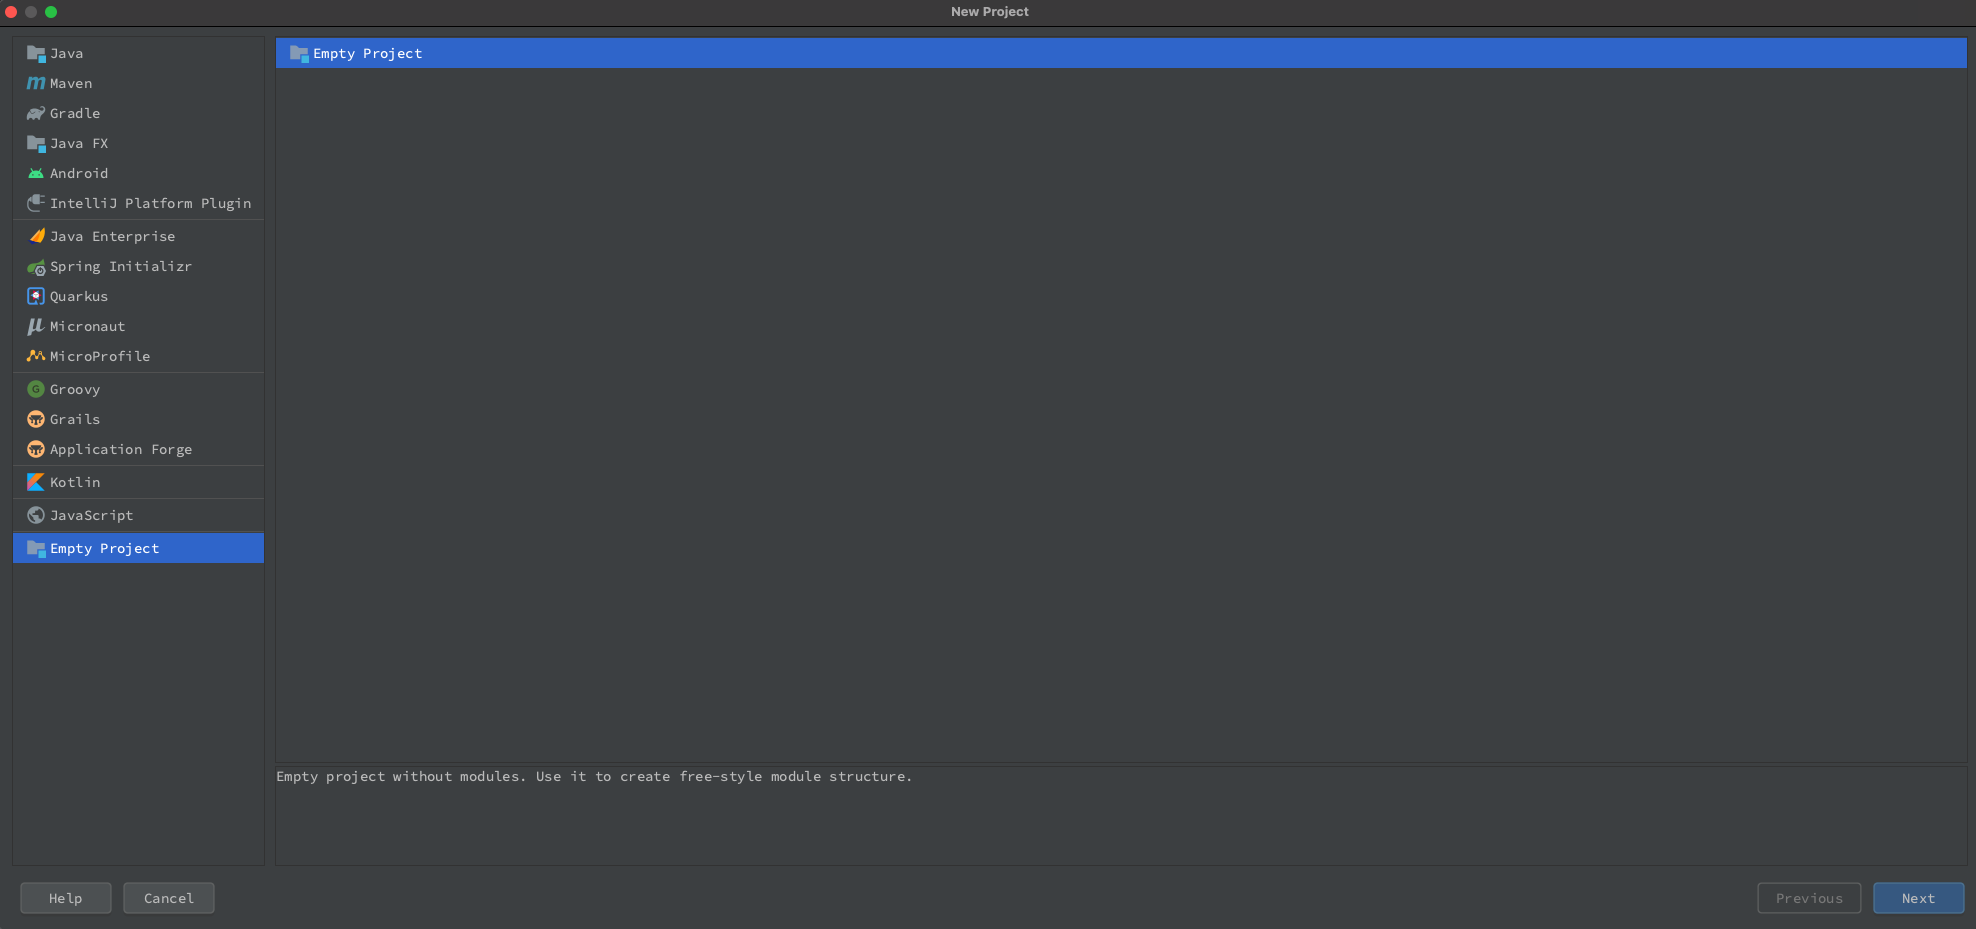 New Project
Java
Maven
Gradle
Java FX
Android
IntelliJ Platform Plugin
Java Enterprise
Spring Initializr
Quarkus
Micronaut
MicroProfile
Groovy
Grails
Application Forge
Kotlin
JavaScript
Empty Project
Empty Project
Empty project without modules. Use it to create free-style module structure.
Help
Cancel
Previous
Next